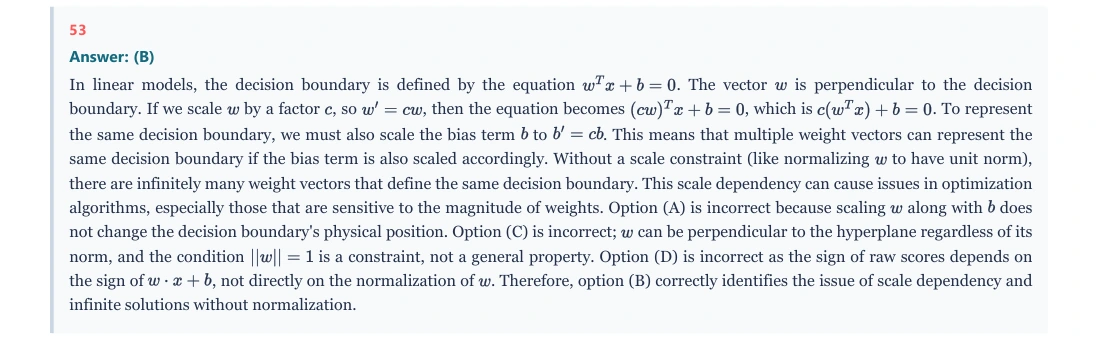 53
Answer: (B)
In linear models, the decision boundary is defined by the equation wᵀx + b = 0. The vector w is perpendicular to the decision
boundary. If we scale w by a factor c, so w′ = cw, then the equation becomes (cw)ᵀx + b = 0, which is c(wᵀx) + b = 0. To represent
the same decision boundary, we must also scale the bias term b to b′ = cb. This means that multiple weight vectors can represent the
same decision boundary if the bias term is also scaled accordingly. Without a scale constraint (like normalizing w to have unit norm),
there are infinitely many weight vectors that define the same decision boundary. This scale dependency can cause issues in optimization
algorithms, especially those that are sensitive to the magnitude of weights. Option (A) is incorrect because scaling w along with b does
not change the decision boundary's physical position. Option (C) is incorrect; w can be perpendicular to the hyperplane regardless of its
norm, and the condition ||w|| = 1 is a constraint, not a general property. Option (D) is incorrect as the sign of raw scores depends on
the sign of w · x + b, not directly on the normalization of w. Therefore, option (B) correctly identifies the issue of scale dependency and
infinite solutions without normalization.